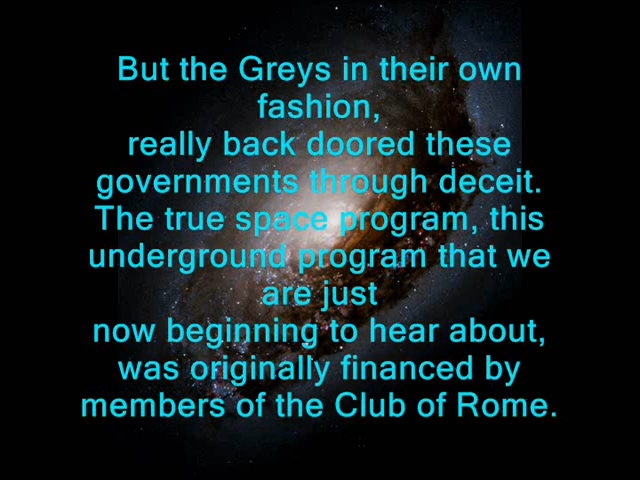 But the Greys in their own
fashion,
really back doored these
governments through deceit.
The true space program, this
underground program that we
are just
now beginning to hear about,
was originally financed by
members of the Club of Rome.